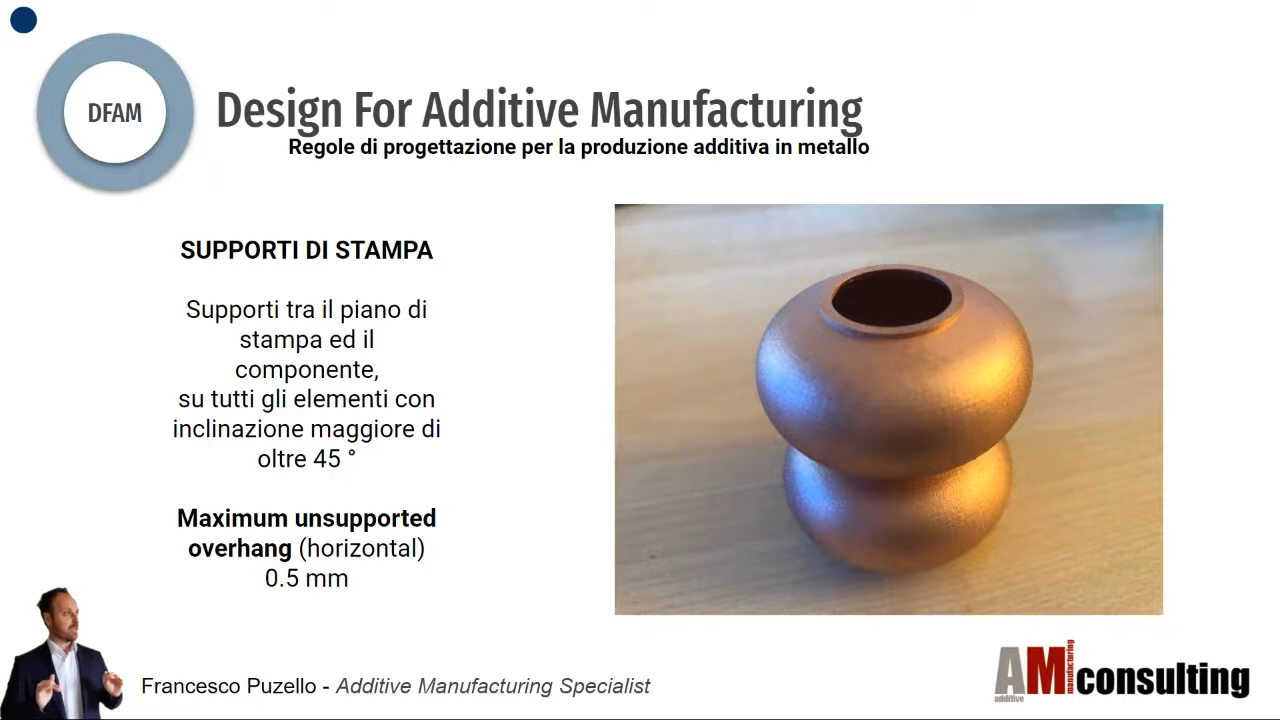 DFAM
Design For Additive Manufacturing
Regole di progettazione per la produzione additiva in metallo
SUPPORTI DI STAMPA
Supporti tra il piano di
stampa ed il
componente,
su tutti gli elementi con
inclinazione maggiore di
oltre 45 °
Maximum unsupported
overhang (horizontal)
0.5 mm
Francesco Puzello - Additive Manufacturing Specialist
AM consulting
additive
manufacturing